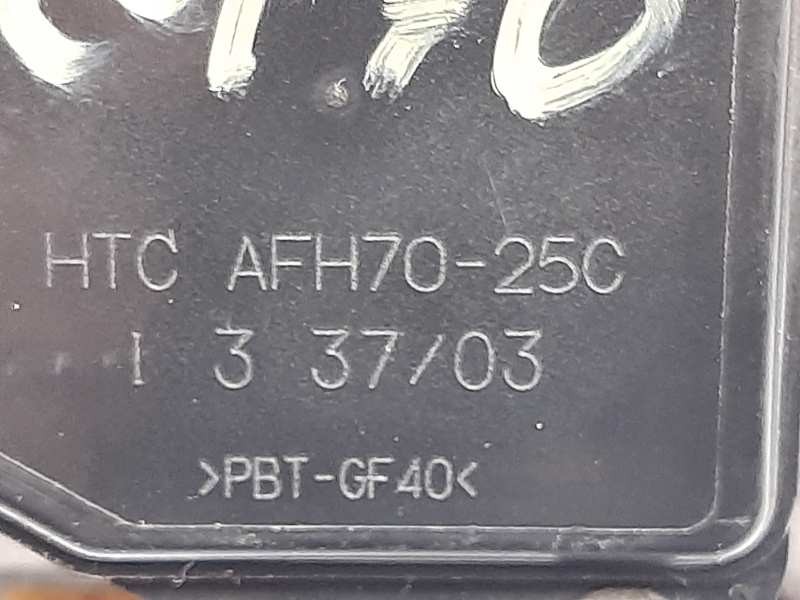 HTC AFH70-25C
I 3 37/03
>PBT-GF40<